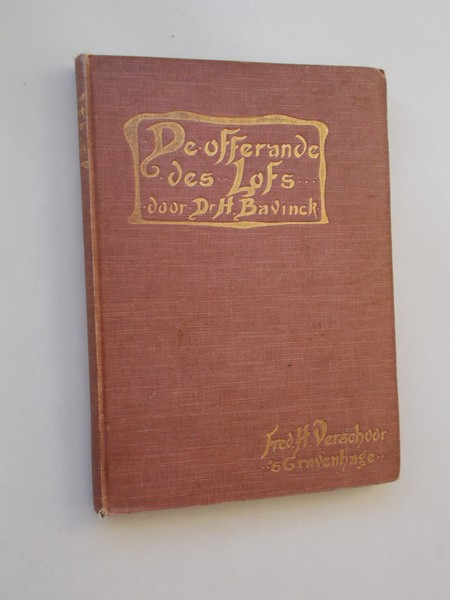 De offerande
des Lofs...
door Dr H. Bavinck
Fred. H. Verschoor
's Gravenhage..